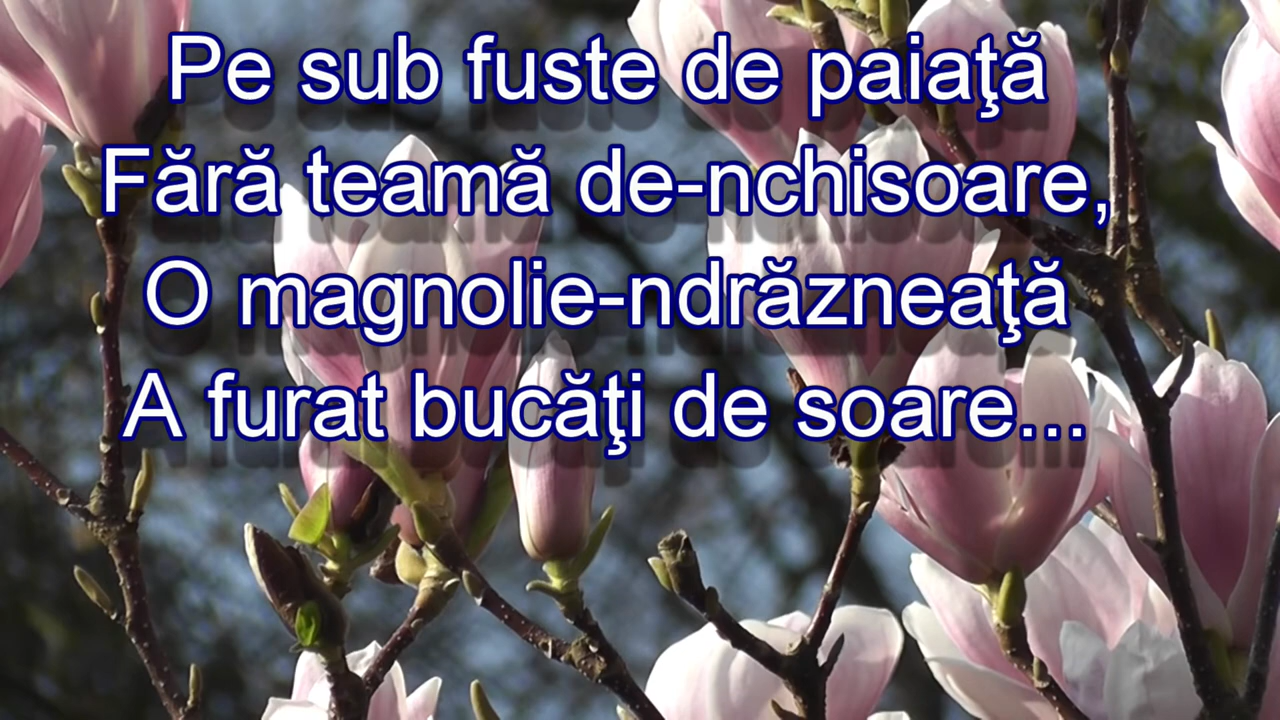 Pe sub fuste de paiaţă
Fără teamă de-nchisoare,
O magnolie-ndrăzneaţă
A furat bucăţi de soare...